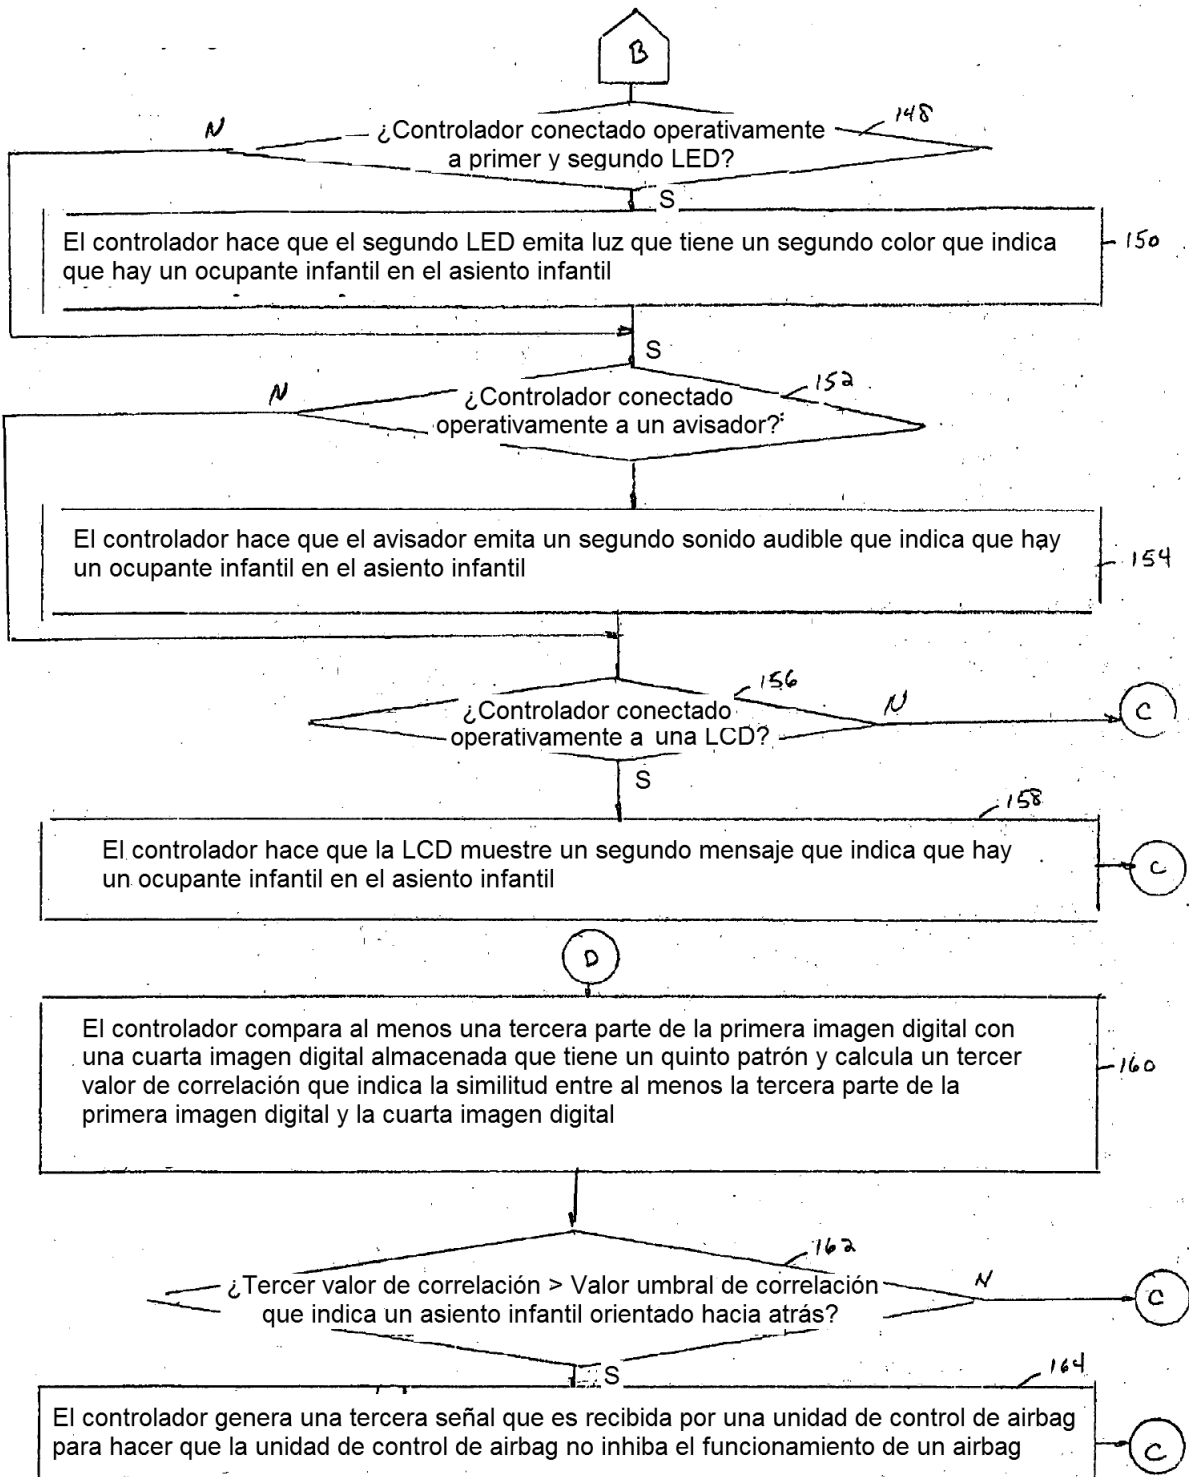 B
148
N
¿Controlador conectado operativamente
a primer y segundo LED?
S
El controlador hace que el segundo LED emita luz que tiene un segundo color que indica
que hay un ocupante infantil en el asiento infantil
150
S
N
152
¿Controlador conectado
operativamente a un avisador?
El controlador hace que el avisador emita un segundo sonido audible que indica que hay
un ocupante infantil en el asiento infantil
154
156
N
C
¿Controlador conectado
operativamente a una LCD?
S
158
El controlador hace que la LCD muestre un segundo mensaje que indica que hay
un ocupante infantil en el asiento infantil
C
D
El controlador compara al menos una tercera parte de la primera imagen digital con
una cuarta imagen digital almacenada que tiene un quinto patrón y calcula un tercer
valor de correlación que indica la similitud entre al menos la tercera parte de la
primera imagen digital y la cuarta imagen digital
160
162
¿Tercer valor de correlación > Valor umbral de correlación
que indica un asiento infantil orientado hacia atrás?
N
C
S
164
El controlador genera una tercera señal que es recibida por una unidad de control de airbag
para hacer que la unidad de control de airbag no inhiba el funcionamiento de un airbag
C